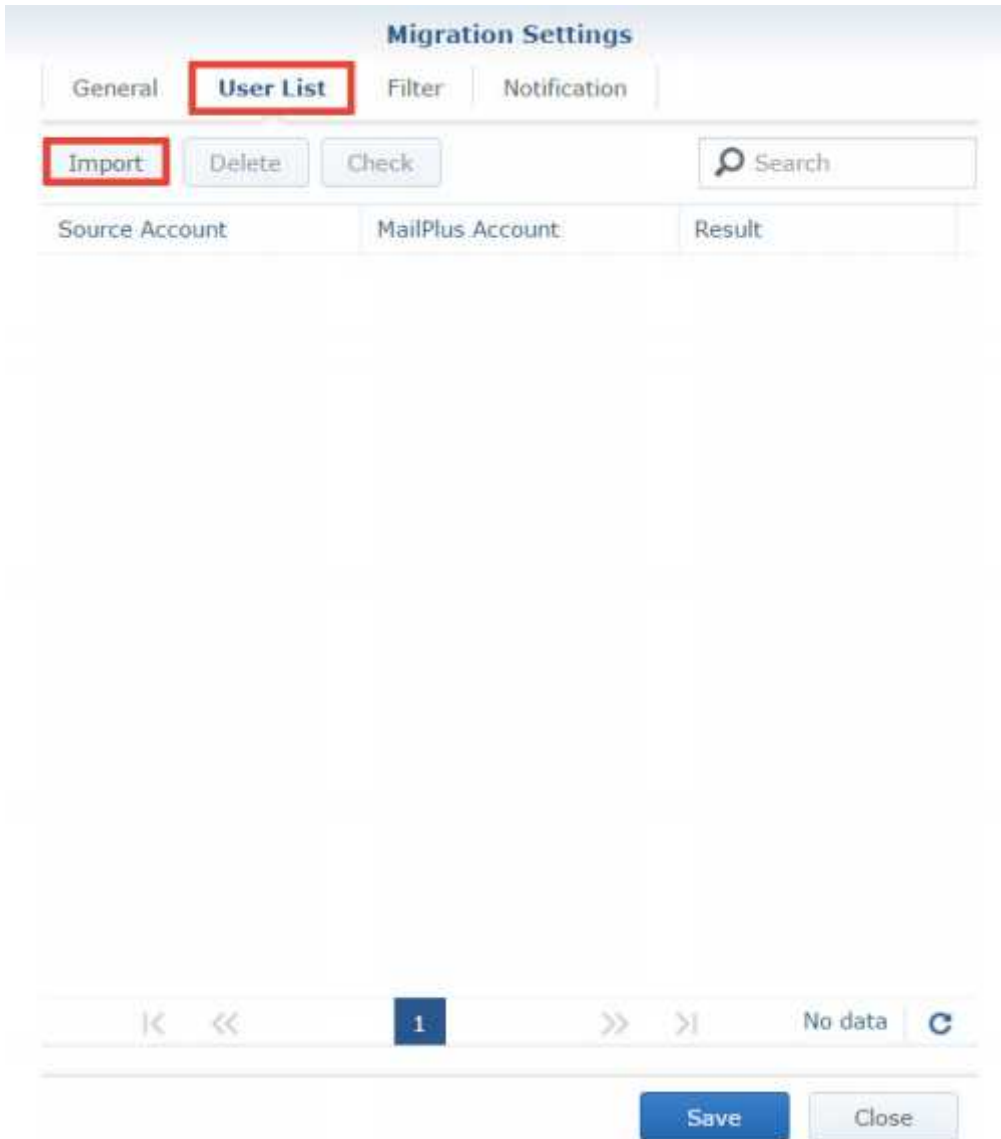 Migration Settings
General User List Filter Notification
Import Delete Check Search
Source Account MailPlus Account Result
1 No data
Save Close